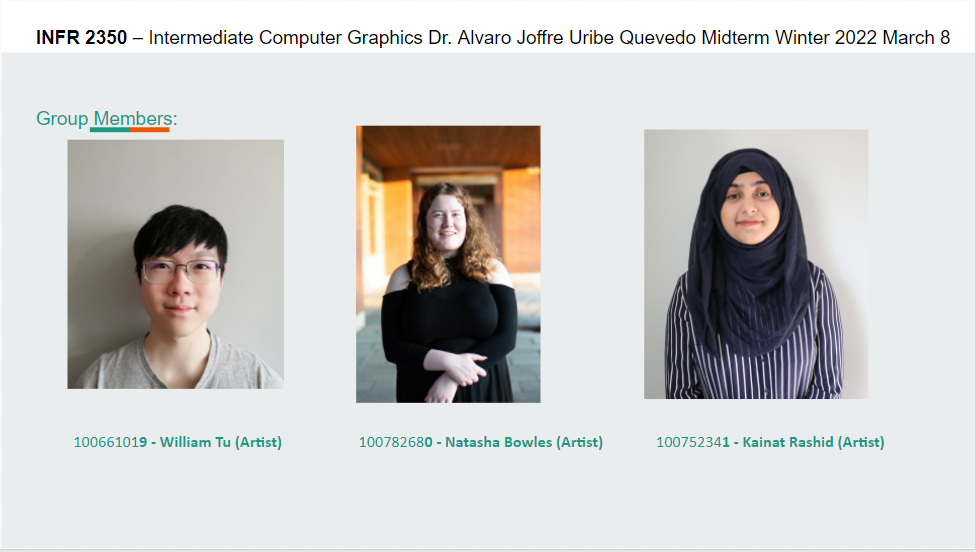 INFR 2350 – Intermediate Computer Graphics Dr. Alvaro Joffre Uribe Quevedo Midterm Winter 2022 March 8
Group Members:
100661019 - William Tu (Artist)
100782680 - Natasha Bowles (Artist)
100752341 - Kainat Rashid (Artist)